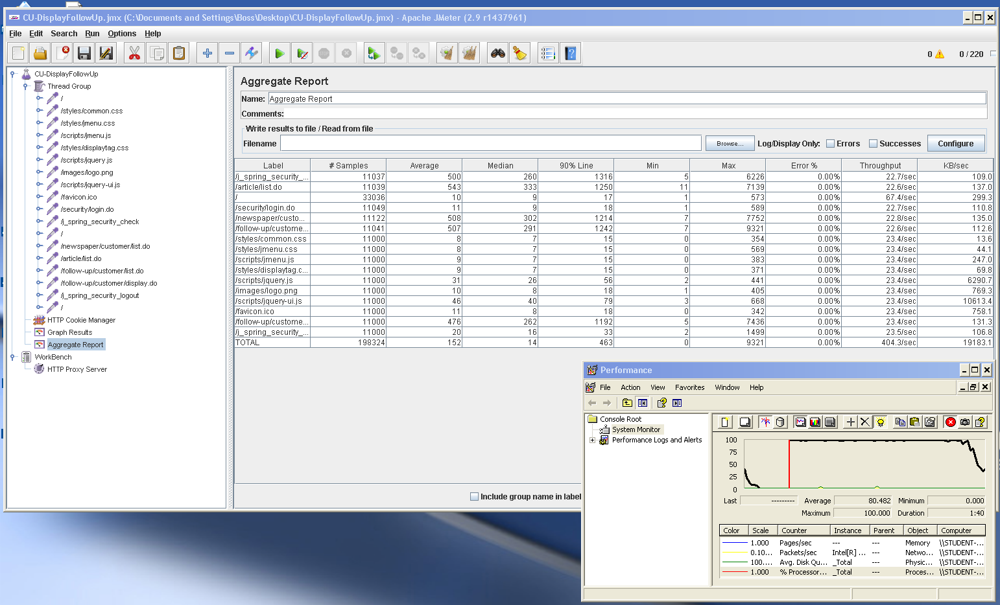 CU-DisplayFollowUp.jmx (C:\Documents and Settings\Boss\Desktop\CU-DisplayFollowUp.jmx) - Apache JMeter (2.9 r1437961)
File Edit Search Run Options Help
0 0 / 220
CU-DisplayFollowUp
Thread Group
/
/styles/common.css
/styles/jmenu.css
/scripts/jmenu.js
/styles/displaytag.css
/scripts/jquery.js
/images/logo.png
/scripts/jquery-ui.js
/favicon.ico
/security/login.do
/j_spring_security_check
/
/newspaper/customer/list.do
/article/list.do
/follow-up/customer/list.do
/follow-up/customer/display.do
/j_spring_security_logout
/
HTTP Cookie Manager
Graph Results
Aggregate Report
WorkBench
HTTP Proxy Server
Aggregate Report
Name: Aggregate Report
Comments:
Write results to file / Read from file
Filename Browse... Log/Display Only: Errors Successes Configure
Label # Samples Average Median 90% Line Min Max Error % Throughput KB/sec
/j_spring_security_... 11037 500 260 1316 5 6226 0.00% 22.7/sec 109.0
/article/list.do 11039 543 333 1250 11 7139 0.00% 22.6/sec 137.0
/ 33036 10 9 17 1 573 0.00% 67.4/sec 299.3
/security/login.do 11049 11 9 18 1 589 0.00% 22.7/sec 110.8
/newspaper/custo... 11122 508 302 1214 7 7752 0.00% 22.8/sec 135.0
/follow-up/custome... 11041 507 291 1242 7 9321 0.00% 22.6/sec 112.6
/styles/common.css 11000 8 7 15 0 354 0.00% 23.4/sec 13.6
/styles/jmenu.css 11000 8 7 15 0 569 0.00% 23.4/sec 44.1
/scripts/jmenu.js 11000 9 7 15 0 383 0.00% 23.4/sec 247.0
/styles/displaytag.c... 11000 9 7 15 0 371 0.00% 23.4/sec 69.8
/scripts/jquery.js 11000 31 26 56 2 441 0.00% 23.4/sec 6290.7
/images/logo.png 11000 10 8 18 1 405 0.00% 23.4/sec 769.3
/scripts/jquery-ui.js 11000 46 40 79 3 668 0.00% 23.4/sec 10613.4
/favicon.ico 11000 11 8 18 0 342 0.00% 23.4/sec 758.1
/follow-up/custome... 11000 476 262 1192 5 7436 0.00% 23.4/sec 131.3
/j_spring_security_... 11000 20 16 33 2 1499 0.00% 23.5/sec 106.8
TOTAL 198324 152 14 463 0 9321 0.00% 404.3/sec 19183.1
Include group name in label
Performance
File Action View Favorites Window Help
Console Root
System Monitor
Performance Logs and Alerts
100
75
50
25
0
Last --------- Average 80.482 Minimum 0.000
Maximum 100.000 Duration 1:40
Color Scale Counter Instance Parent Object Computer
1.000 Pages/sec --- --- Memory \\STUDENT-...
0.10... Packets/sec Intel[R] ... --- Netwo... \\STUDENT-...
100.... Avg. Disk Qu... _Total --- Physic... \\STUDENT-...
1.000 % Processor... _Total --- Proces... \\STUDENT-...